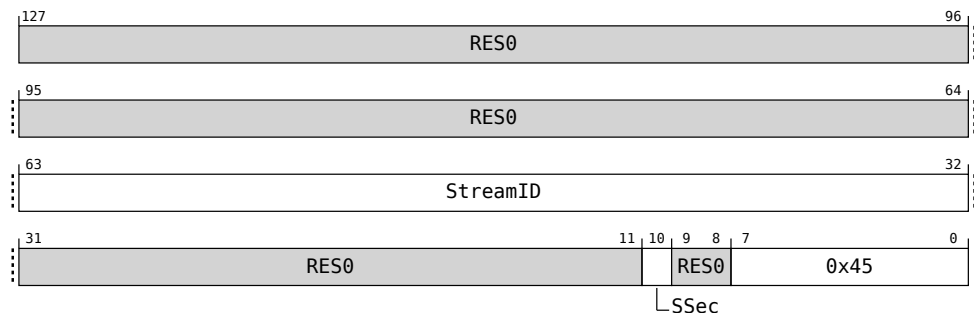 127 96
RES0
95 64
RES0
63 32
StreamID
31 11 10 9 8 7 0
RES0 RES0 0x45
SSec